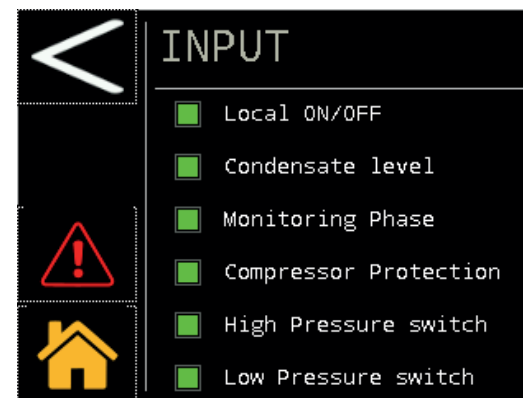 INPUT
Local ON/OFF
Condensate level
Monitoring Phase
Compressor Protection
High Pressure switch
Low Pressure switch